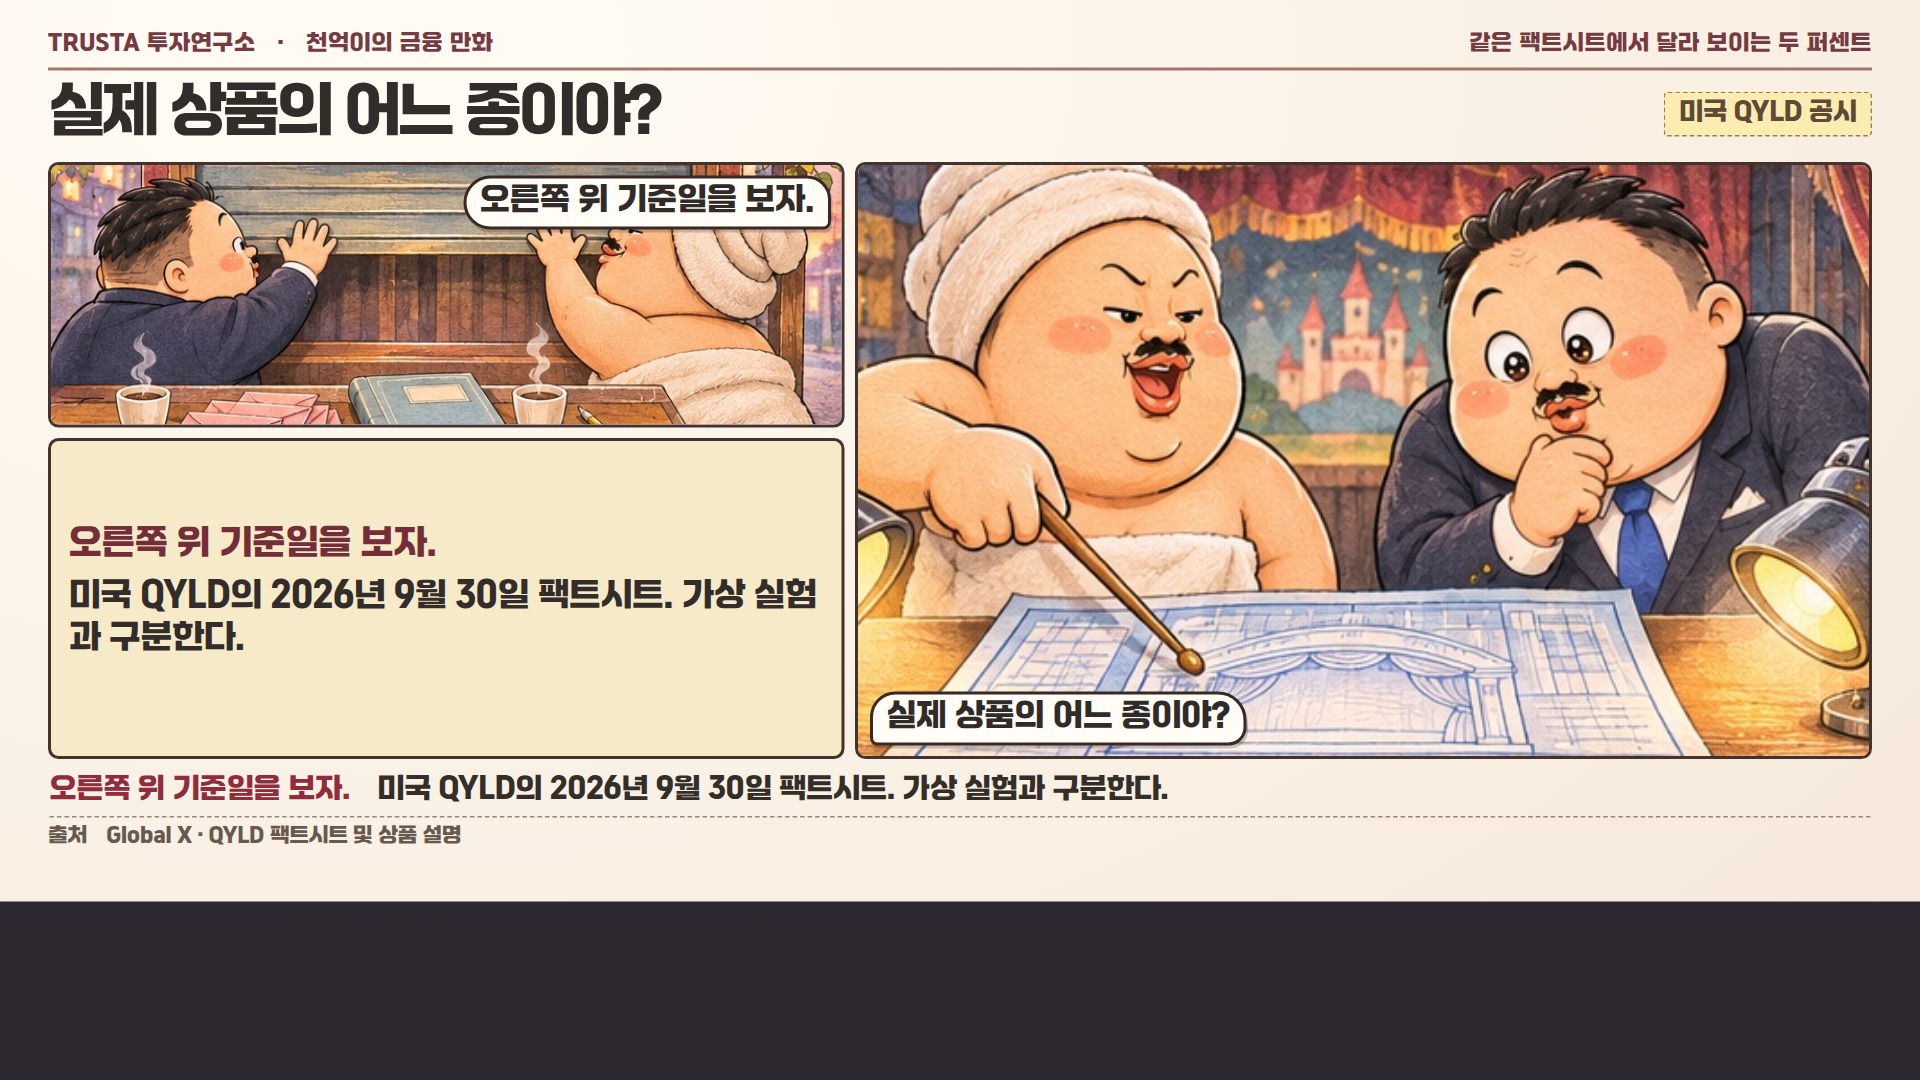 TRUSTA 투자연구소 · 천억이의 금융 만화
같은 팩트시트에서 달라 보이는 두 퍼센트
실제 상품의 어느 종이야?
미국 QYLD 공시
오른쪽 위 기준일을 보자.
오른쪽 위 기준일을 보자.
미국 QYLD의 2026년 9월 30일 팩트시트. 가상 실험
과 구분한다.
실제 상품의 어느 종이야?
오른쪽 위 기준일을 보자. 미국 QYLD의 2026년 9월 30일 팩트시트. 가상 실험과 구분한다.
출처 Global X · QYLD 팩트시트 및 상품 설명